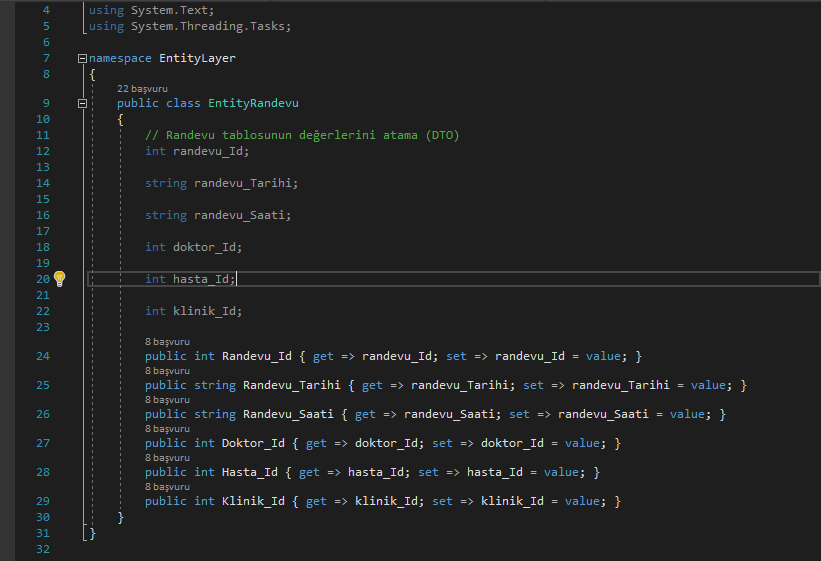 4 using System.Text;
5 using System.Threading.Tasks;
6
7 namespace EntityLayer
8 {
22 başvuru
9 public class EntityRandevu
10 {
11 // Randevu tablosunun değerlerini atama (DTO)
12 int randevu_Id;
13
14 string randevu_Tarihi;
15
16 string randevu_Saati;
17
18 int doktor_Id;
19
20 int hasta_Id;
21
22 int klinik_Id;
23
8 başvuru
24 public int Randevu_Id { get => randevu_Id; set => randevu_Id = value; }
8 başvuru
25 public string Randevu_Tarihi { get => randevu_Tarihi; set => randevu_Tarihi = value; }
8 başvuru
26 public string Randevu_Saati { get => randevu_Saati; set => randevu_Saati = value; }
8 başvuru
27 public int Doktor_Id { get => doktor_Id; set => doktor_Id = value; }
8 başvuru
28 public int Hasta_Id { get => hasta_Id; set => hasta_Id = value; }
8 başvuru
29 public int Klinik_Id { get => klinik_Id; set => klinik_Id = value; }
30 }
31 }
32